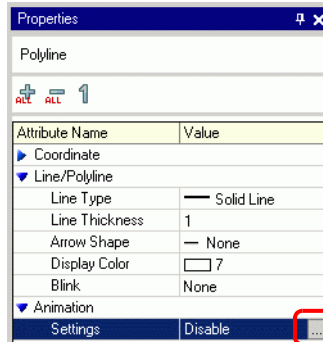 Properties
Polyline
ALL ALL 1
Attribute Name Value
Coordinate
Line/Polyline
Line Type Solid Line
Line Thickness 1
Arrow Shape None
Display Color 7
Blink None
Animation
Settings Disable ...